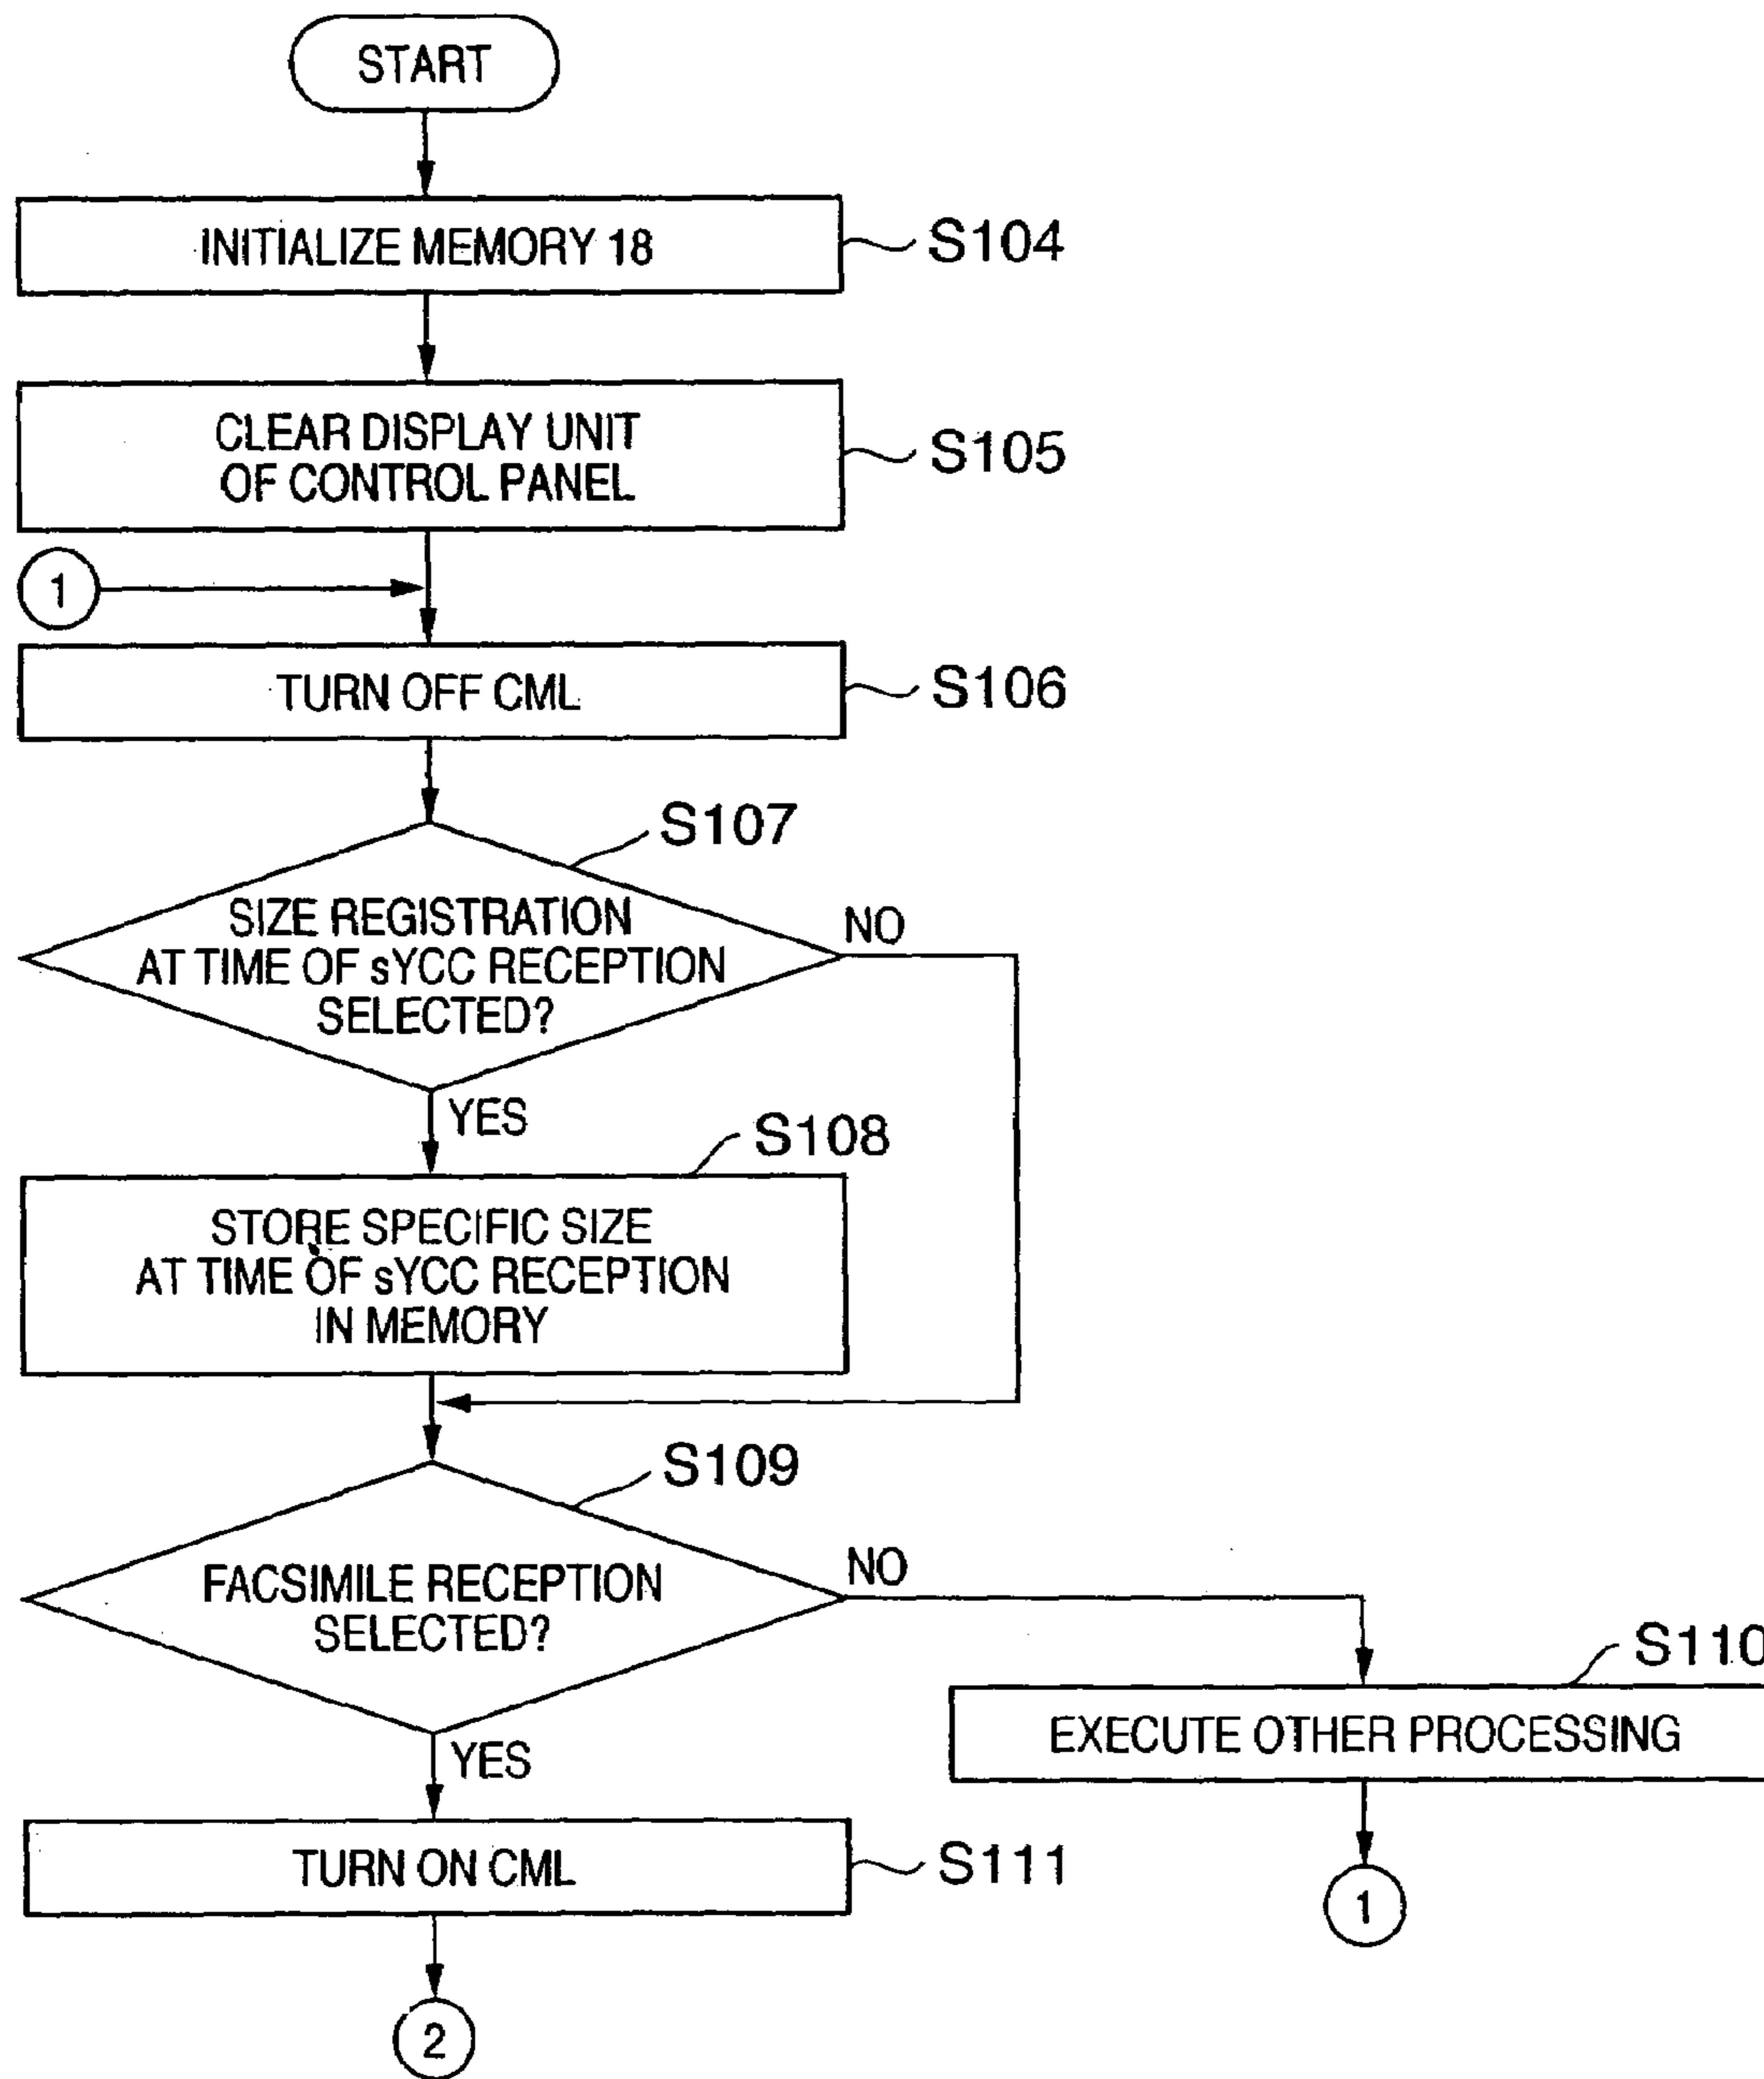 START
INITIALIZE MEMORY 18
S104
CLEAR DISPLAY UNIT
OF CONTROL PANEL
S105
1
TURN OFF CML
S106
S107
SIZE REGISTRATION
AT TIME OF sYCC RECEPTION
SELECTED?
NO
YES
S108
STORE SPECIFIC SIZE
AT TIME OF sYCC RECEPTION
IN MEMORY
S109
FACSIMILE RECEPTION
SELECTED?
NO
YES
S110
EXECUTE OTHER PROCESSING
TURN ON CML
S111
1
2